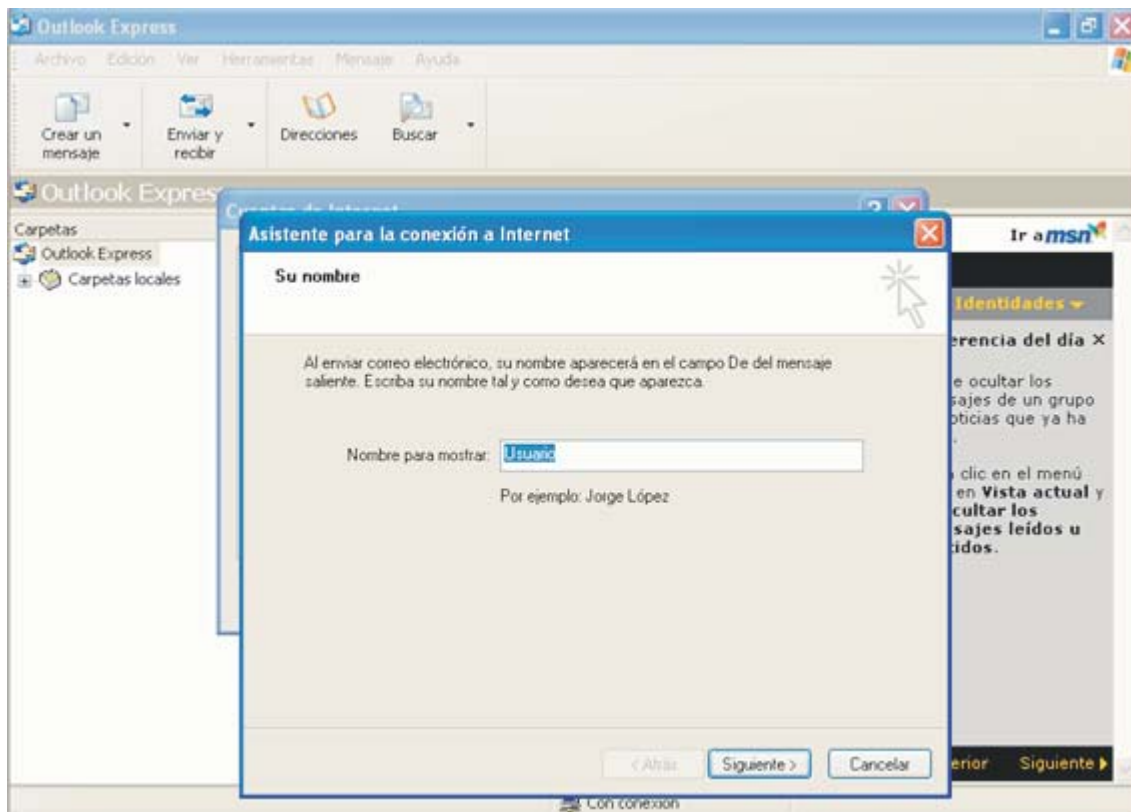 Outlook Express
Archivo Edición Ver Herramientas Mensaje Ayuda
Crear un
mensaje
Enviar y
recibir
Direcciones
Buscar
Outlook Expres
Cuentas de Internet
Carpetas
Outlook Express
Carpetas locales
Asistente para la conexión a Internet
Su nombre
Al enviar correo electrónico, su nombre aparecerá en el campo De del mensaje
saliente. Escriba su nombre tal y como desea que aparezca.
Nombre para mostrar:
Usuario
Por ejemplo: Jorge López
< Atrás
Siguiente >
Cancelar
Ir a msn
Identidades
erencia del día X
e ocultar los
sajes de un grupo
oticias que ya ha
.
clic en el menú
en Vista actual y
cultar los
sajes leídos u
idos.
erior Siguiente
Con conexión